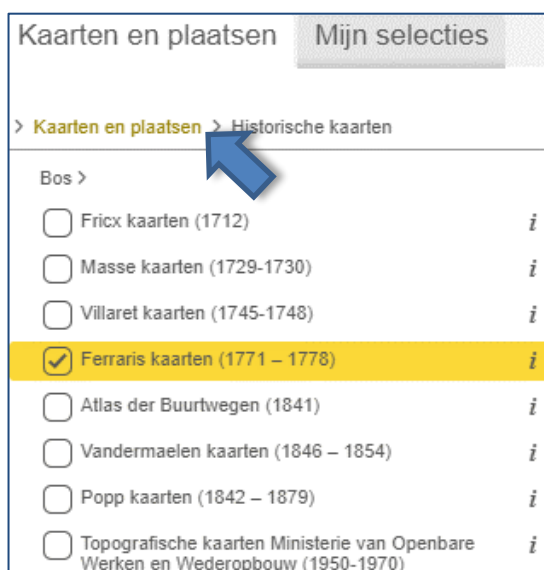 Kaarten en plaatsen Mijn selecties
> Kaarten en plaatsen > Historische kaarten
Bos >
Fricx kaarten (1712) i
Masse kaarten (1729-1730) i
Villaret kaarten (1745-1748) i
Ferraris kaarten (1771 – 1778) i
Atlas der Buurtwegen (1841) i
Vandermaelen kaarten (1846 – 1854) i
Popp kaarten (1842 – 1879) i
Topografische kaarten Ministerie van Openbare i
Werken en Wederopbouw (1950-1970)